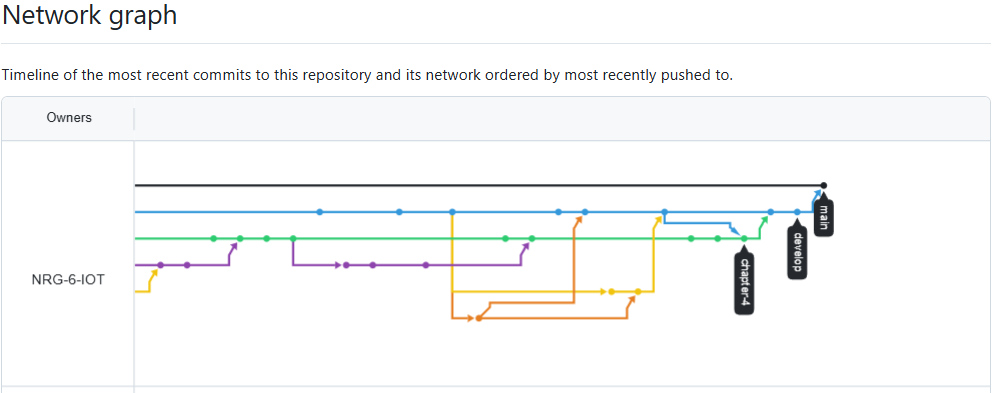 Network graph
Timeline of the most recent commits to this repository and its network ordered by most recently pushed to.
Owners
NRG-6-IOT
main
develop
chapter-4